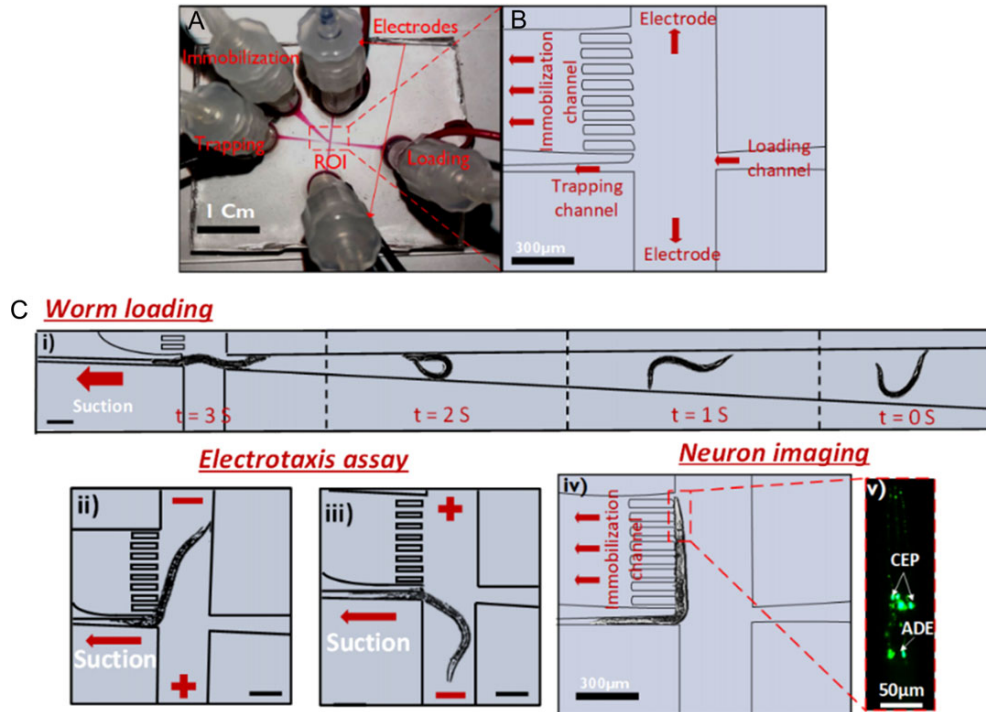 A
Electrodes
Immobilization
Trapping
ROI
Loading
1 Cm
B
Electrode
Immobilization
channel
Loading
channel
Trapping
channel
Electrode
300μm
C Worm loading
i)
Suction
t = 3 S
t = 2 S
t = 1 S
t = 0 S
Electrotaxis assay
Neuron imaging
ii)
−
Suction
+
iii)
+
Suction
−
iv)
Immobilization
channel
300μm
v)
CEP
ADE
50μm